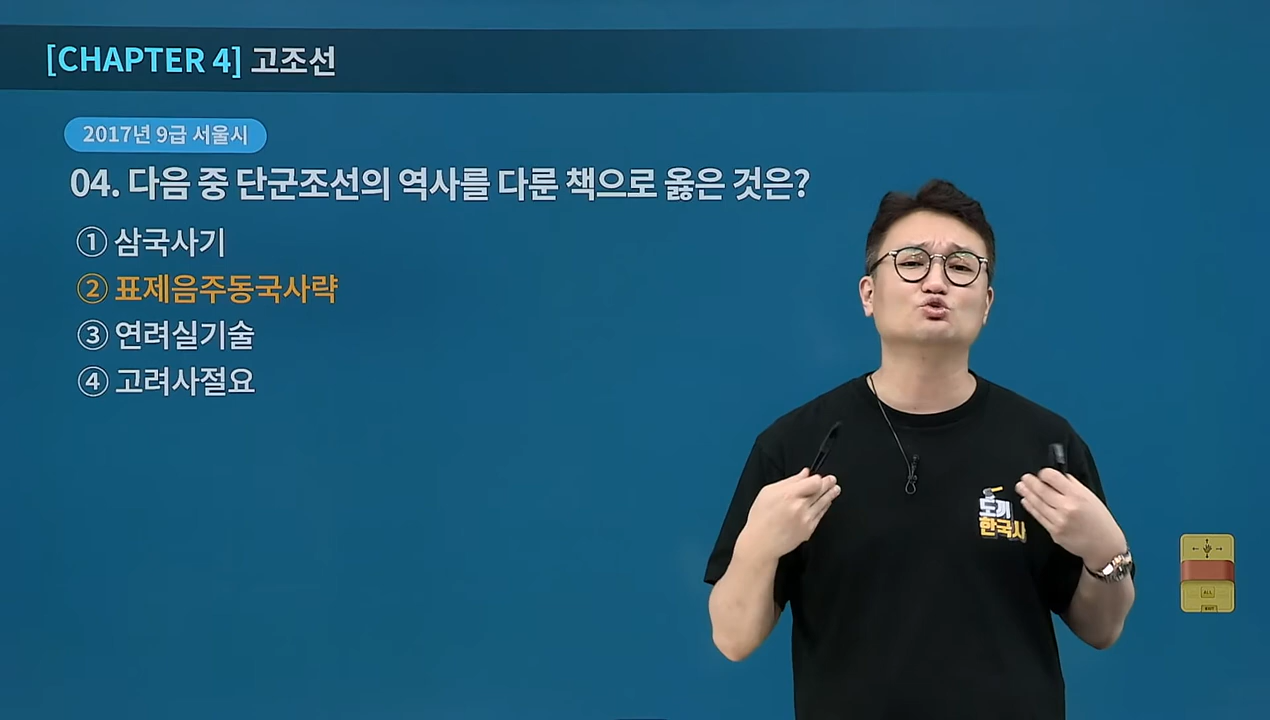 [CHAPTER 4] 고조선
2017년 9급 서울시
04. 다음 중 단군조선의 역사를 다룬 책으로 옳은 것은?
① 삼국사기
② 표제음주동국사략
③ 연려실기술
④ 고려사절요
도끼
한국사
ALL
EXIT